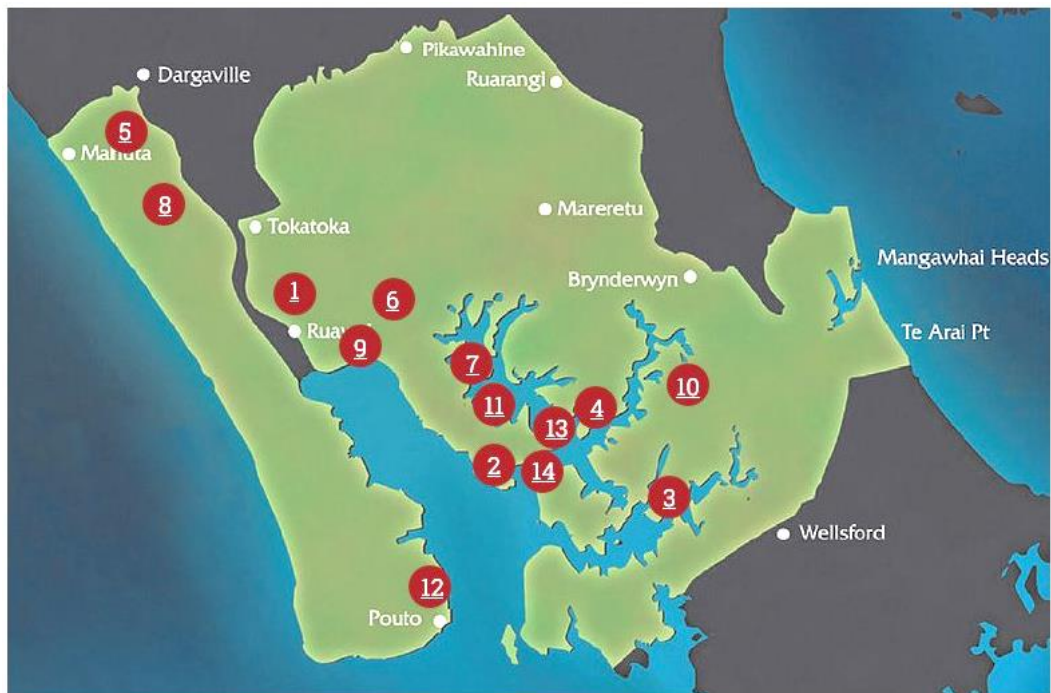 Pikawahine
Dargaville
Ruarangi
5
Mahuta
8
Mareretu
Tokatoka
Mangawhai Heads
Brynderwyn
1
6
Te Arai Pt
9
7
10
11
4
13
2
14
3
Wellsford
12
Pouto